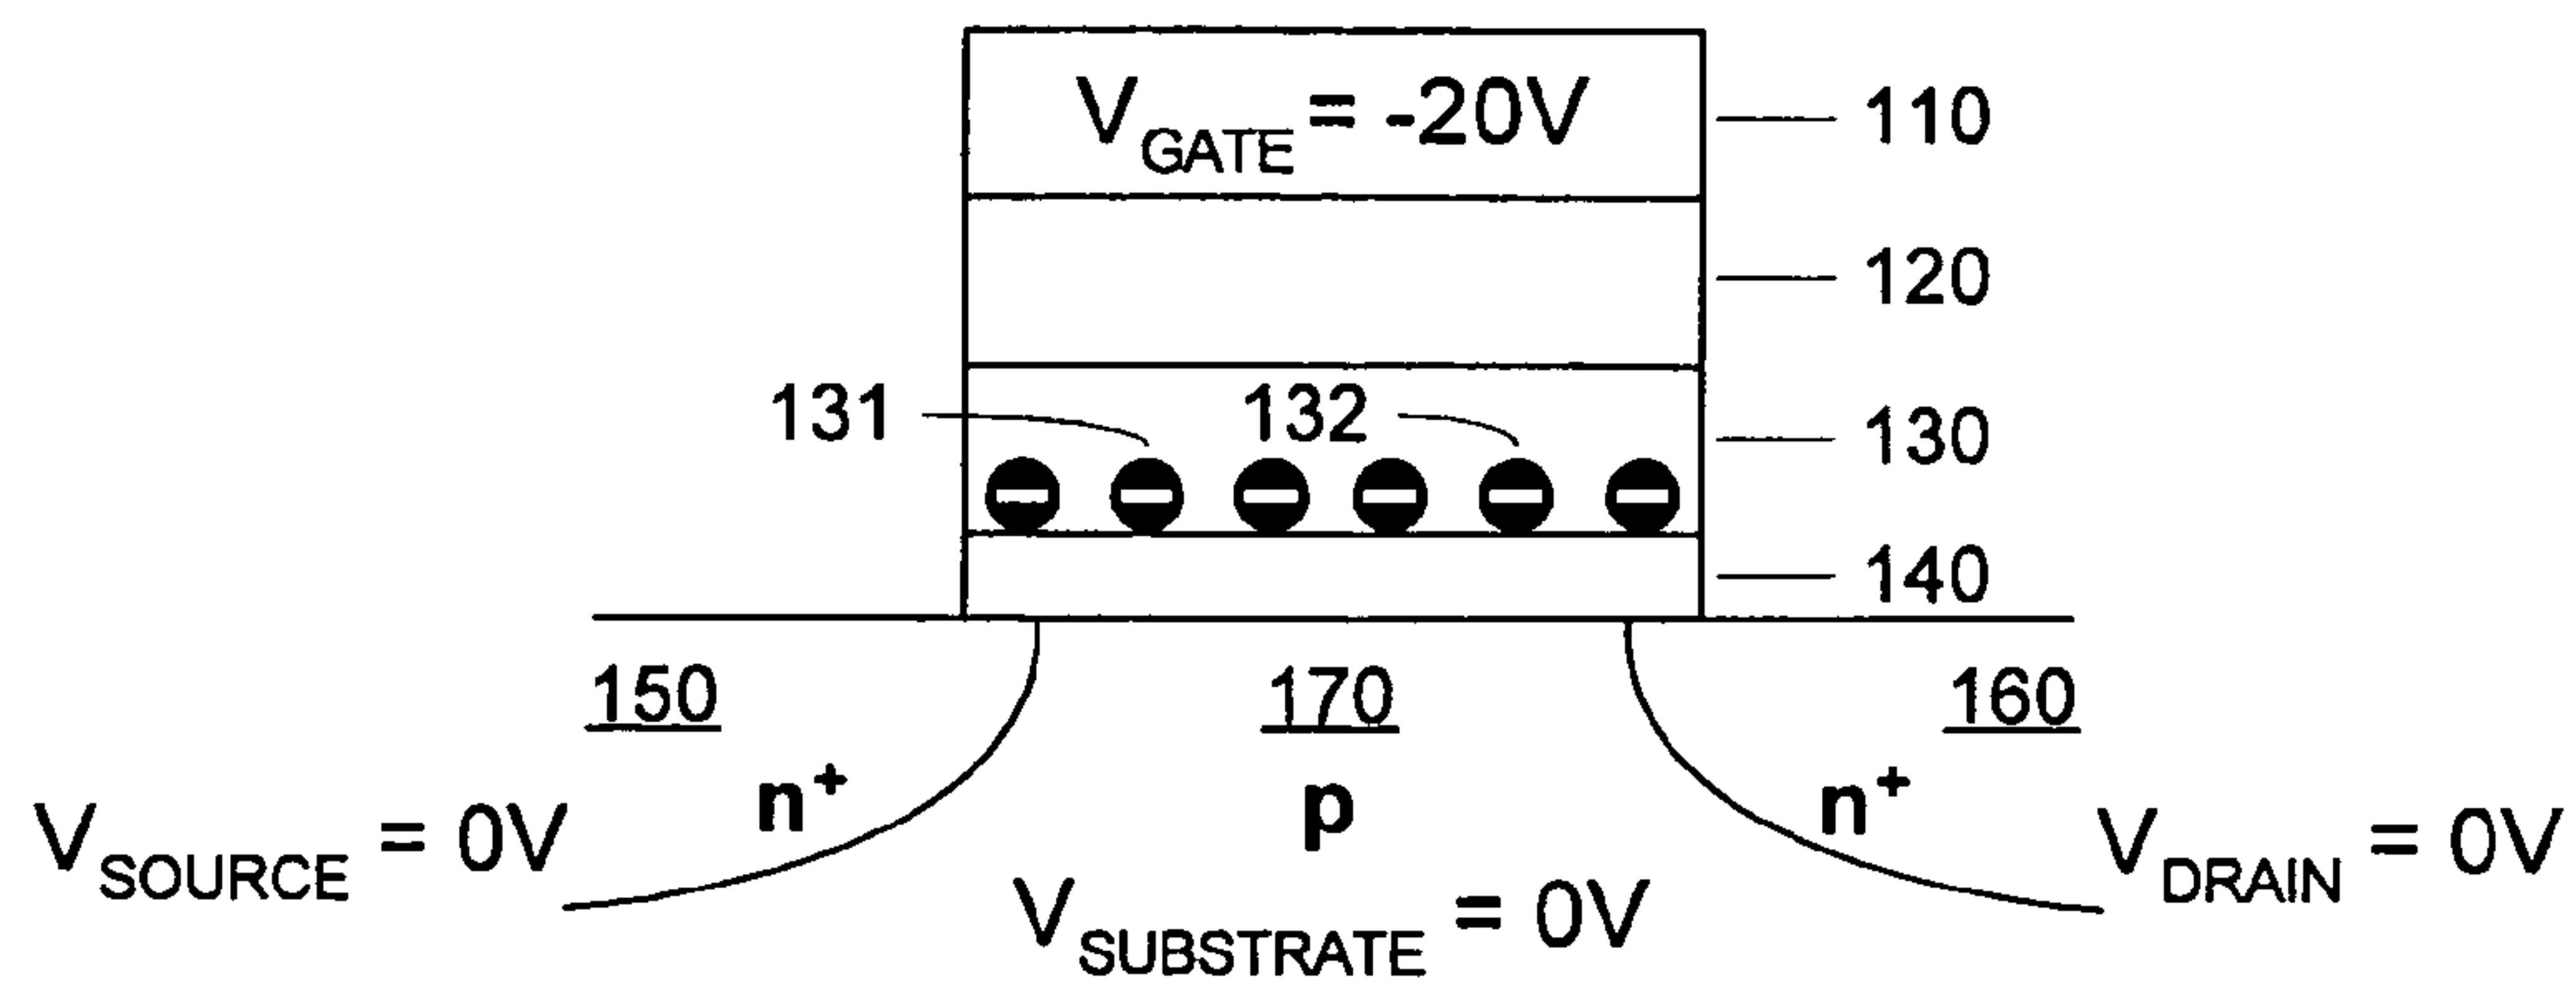 V_GATE = -20V
110
120
131
132
130
140
150
170
160
n+
p
n+
V_SOURCE = 0V
V_DRAIN = 0V
V_SUBSTRATE = 0V